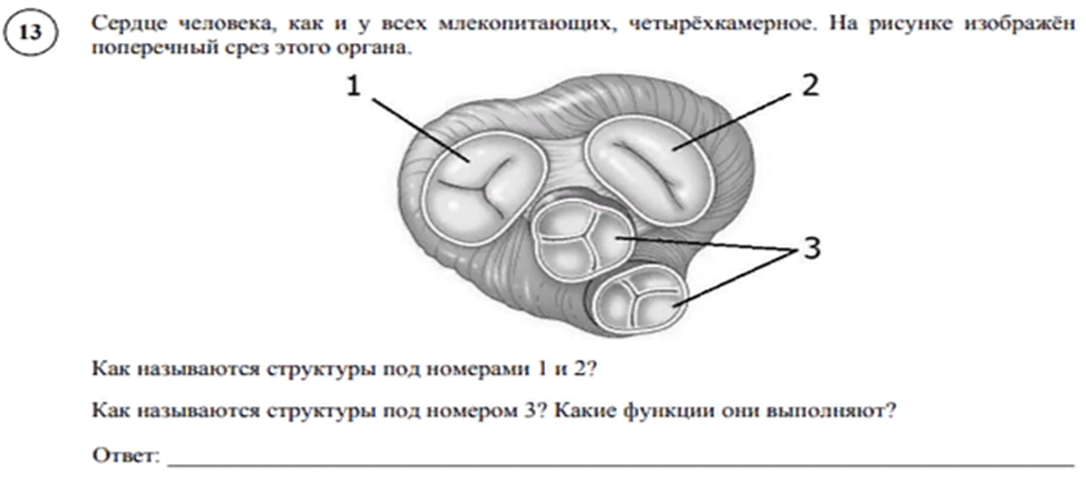 13
Сердце человека, как и у всех млекопитающих, четырёхкамерное. На рисунке изображён
поперечный срез этого органа.
1
2
3
Как называются структуры под номерами 1 и 2?
Как называются структуры под номером 3? Какие функции они выполняют?
Ответ: